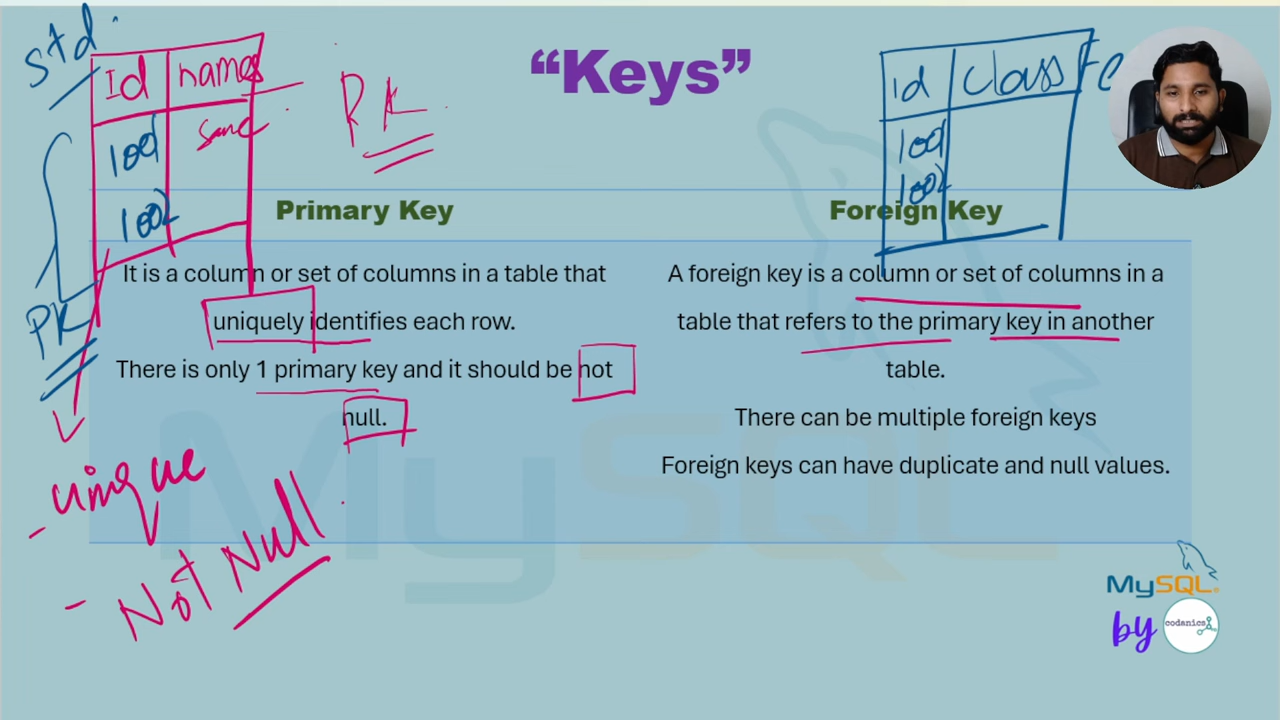 “Keys”
std.
Id names
1001
1002
PK
PK
id class
1001
1002
Primary Key
It is a column or set of columns in a table that
uniquely identifies each row.
There is only 1 primary key and it should be not
null.
- unique
- Not Null
Foreign Key
A foreign key is a column or set of columns in a
table that refers to the primary key in another
table.
There can be multiple foreign keys
Foreign keys can have duplicate and null values.
MySQL
MySQL
by codanics